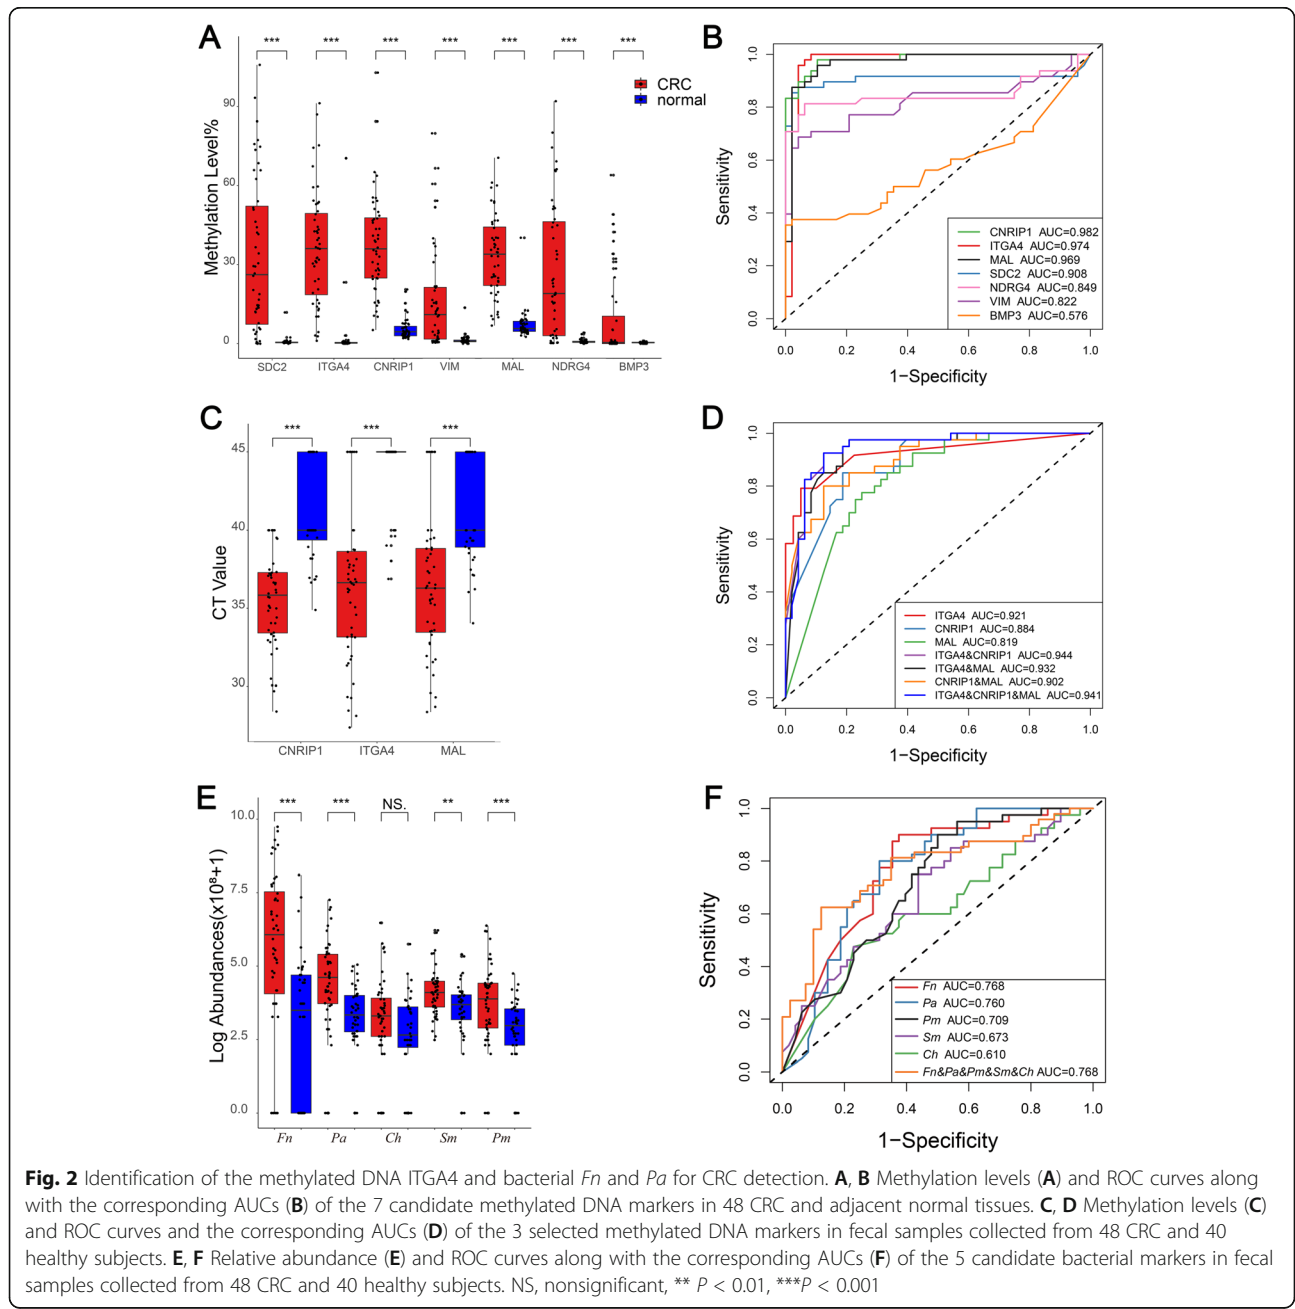 A
***
***
***
***
***
***
***
CRC
normal
Methylation Level%
90
60
30
0
SDC2 ITGA4 CNRIP1 VIM MAL NDRG4 BMP3
B
Sensitivity
1.0
0.8
0.6
0.4
0.2
0.0
CNRIP1 AUC=0.982
ITGA4 AUC=0.974
MAL AUC=0.969
SDC2 AUC=0.908
NDRG4 AUC=0.849
VIM AUC=0.822
BMP3 AUC=0.576
0.0 0.2 0.4 0.6 0.8 1.0
1−Specificity
C
***
***
***
CT Value
45
40
35
30
CNRIP1 ITGA4 MAL
D
Sensitivity
1.0
0.8
0.6
0.4
0.2
0.0
ITGA4 AUC=0.921
CNRIP1 AUC=0.884
MAL AUC=0.819
ITGA4&CNRIP1 AUC=0.944
ITGA4&MAL AUC=0.932
CNRIP1&MAL AUC=0.902
ITGA4&CNRIP1&MAL AUC=0.941
0.0 0.2 0.4 0.6 0.8 1.0
1−Specificity
E
***
***
NS.
**
***
Log Abundances(x10⁸+1)
10.0
7.5
5.0
2.5
0.0
Fn Pa Ch Sm Pm
F
Sensitivity
1.0
0.8
0.6
0.4
0.2
0.0
Fn AUC=0.768
Pa AUC=0.760
Pm AUC=0.709
Sm AUC=0.673
Ch AUC=0.610
Fn&Pa&Pm&Sm&Ch AUC=0.768
0.0 0.2 0.4 0.6 0.8 1.0
1−Specificity
Fig. 2 Identification of the methylated DNA ITGA4 and bacterial Fn and Pa for CRC detection. A, B Methylation levels (A) and ROC curves along
with the corresponding AUCs (B) of the 7 candidate methylated DNA markers in 48 CRC and adjacent normal tissues. C, D Methylation levels (C)
and ROC curves and the corresponding AUCs (D) of the 3 selected methylated DNA markers in fecal samples collected from 48 CRC and 40
healthy subjects. E, F Relative abundance (E) and ROC curves along with the corresponding AUCs (F) of the 5 candidate bacterial markers in fecal
samples collected from 48 CRC and 40 healthy subjects. NS, nonsignificant, ** P < 0.01, ***P < 0.001